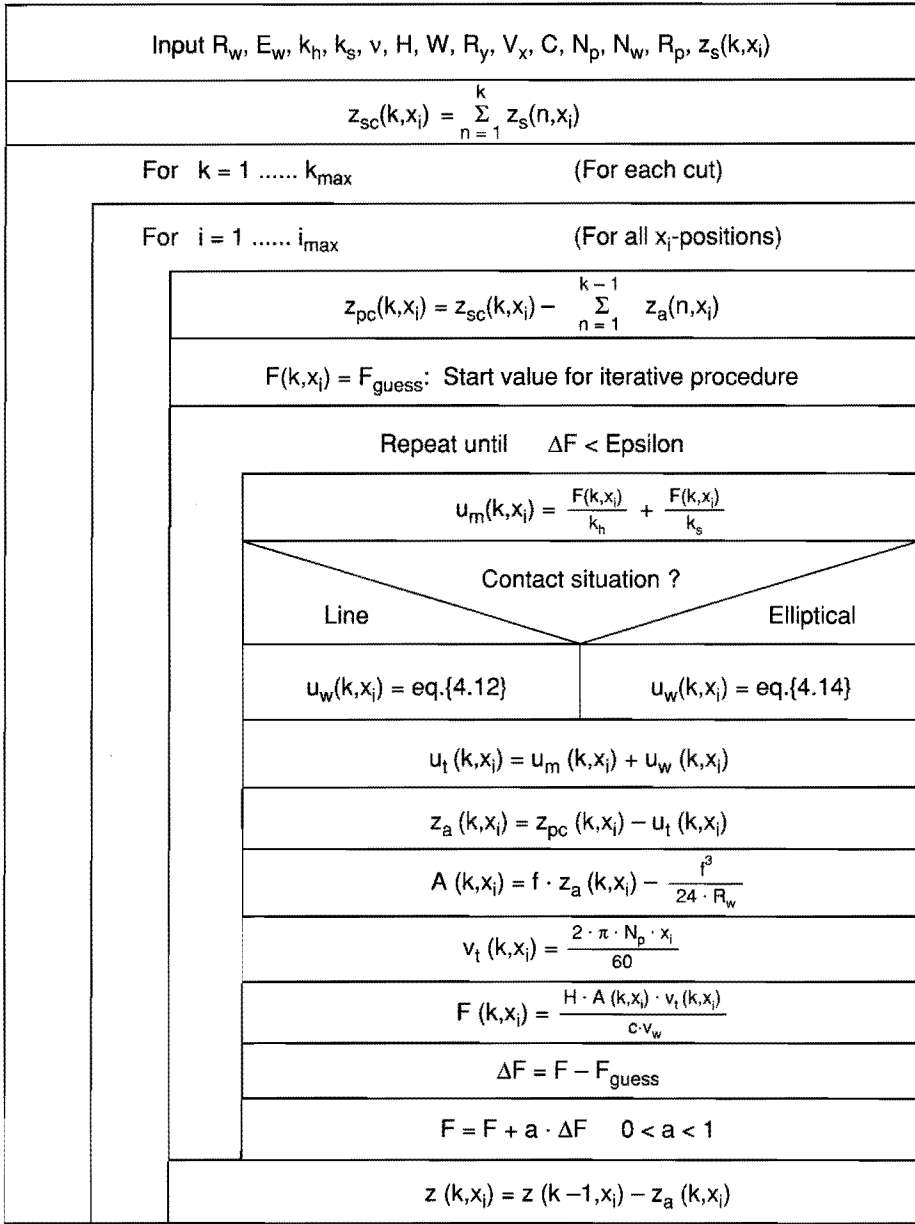 Input R_w, E_w, k_h, k_s, ν, H, W, R_y, V_x, C, N_p, N_w, R_p, z_s(k,x_i)
z_sc(k,x_i) = Σ_{n = 1}^{k} z_s(n,x_i)
For k = 1 ...... k_max (For each cut)
For i = 1 ...... i_max (For all x_i-positions)
z_pc(k,x_i) = z_sc(k,x_i) – Σ_{n = 1}^{k – 1} z_a(n,x_i)
F(k,x_i) = F_guess: Start value for iterative procedure
Repeat until ΔF < Epsilon
u_m(k,x_i) = F(k,x_i)/k_h + F(k,x_i)/k_s
Contact situation ?
Line Elliptical
u_w(k,x_i) = eq.{4.12} u_w(k,x_i) = eq.{4.14}
u_t (k,x_i) = u_m (k,x_i) + u_w (k,x_i)
z_a (k,x_i) = z_pc (k,x_i) – u_t (k,x_i)
A (k,x_i) = f · z_a (k,x_i) – f^3/(24 · R_w)
v_t (k,x_i) = (2 · π · N_p · x_i)/60
F (k,x_i) = (H · A (k,x_i) · v_t (k,x_i))/(c·v_w)
ΔF = F – F_guess
F = F + a · ΔF 0 < a < 1
z (k,x_i) = z (k –1,x_i) – z_a (k,x_i)